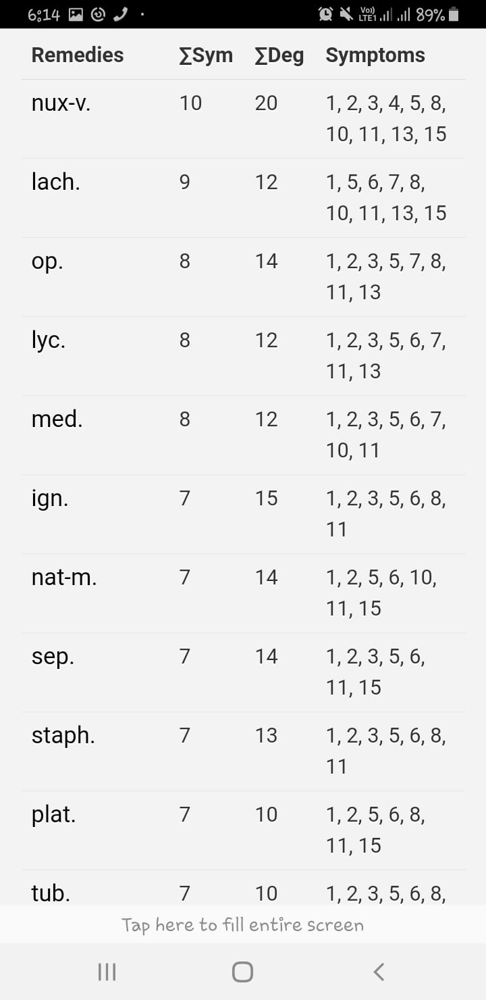 6:14 Vo)) LTE1 89%
Remedies ΣSym ΣDeg Symptoms
nux-v. 10 20 1, 2, 3, 4, 5, 8,
10, 11, 13, 15
lach. 9 12 1, 5, 6, 7, 8,
10, 11, 13, 15
op. 8 14 1, 2, 3, 5, 7, 8,
11, 13
lyc. 8 12 1, 2, 3, 5, 6, 7,
11, 13
med. 8 12 1, 2, 3, 5, 6, 7,
10, 11
ign. 7 15 1, 2, 3, 5, 6, 8,
11
nat-m. 7 14 1, 2, 5, 6, 10,
11, 15
sep. 7 14 1, 2, 3, 5, 6,
11, 15
staph. 7 13 1, 2, 3, 5, 6, 8,
11
plat. 7 10 1, 2, 5, 6, 8,
11, 15
tub. 7 10 1, 2, 3, 5, 6, 8,
Tap here to fill entire screen